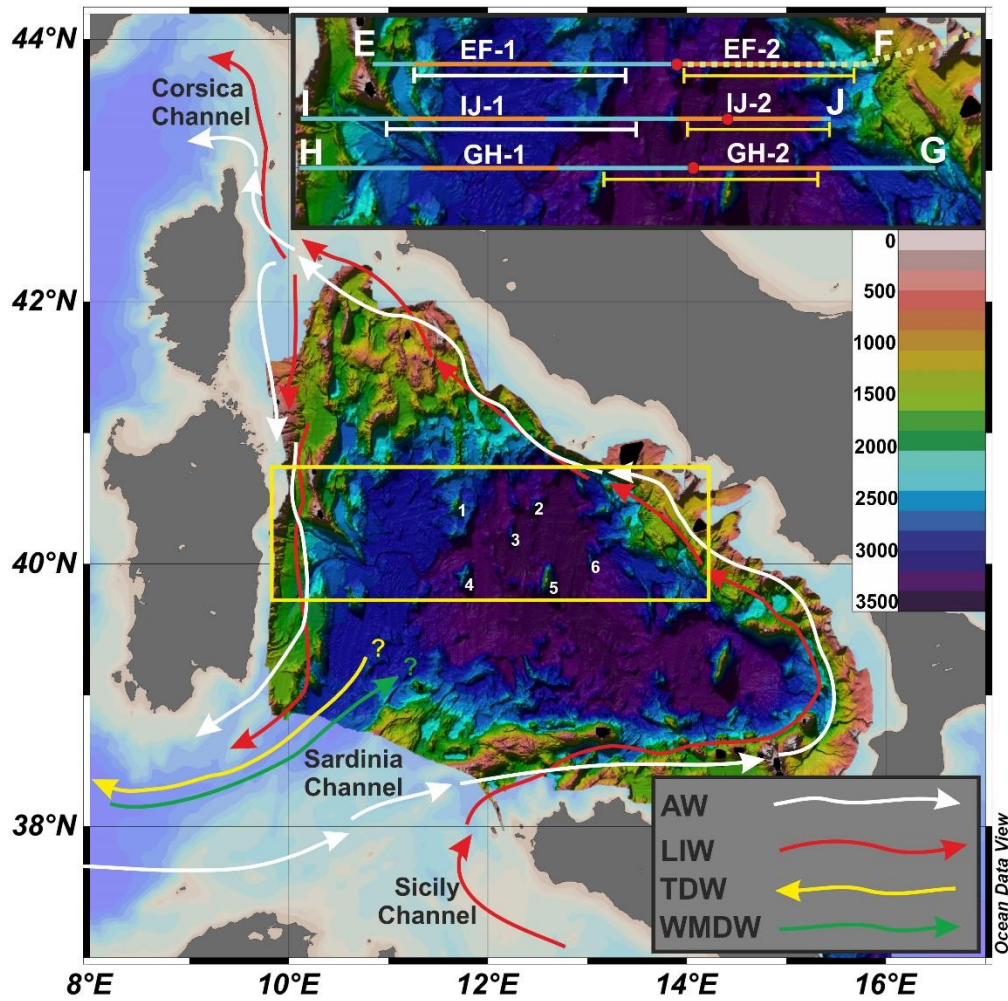 44°N
42°N
40°N
38°N
8°E
10°E
12°E
14°E
16°E
Corsica
Channel
E
EF-1
EF-2
F
I
IJ-1
IJ-2
J
H
GH-1
GH-2
G
0
500
1000
1500
2000
2500
3000
3500
1
2
3
4
5
6
?
?
Sardinia
Channel
Sicily
Channel
AW
LIW
TDW
WMDW
Ocean Data View